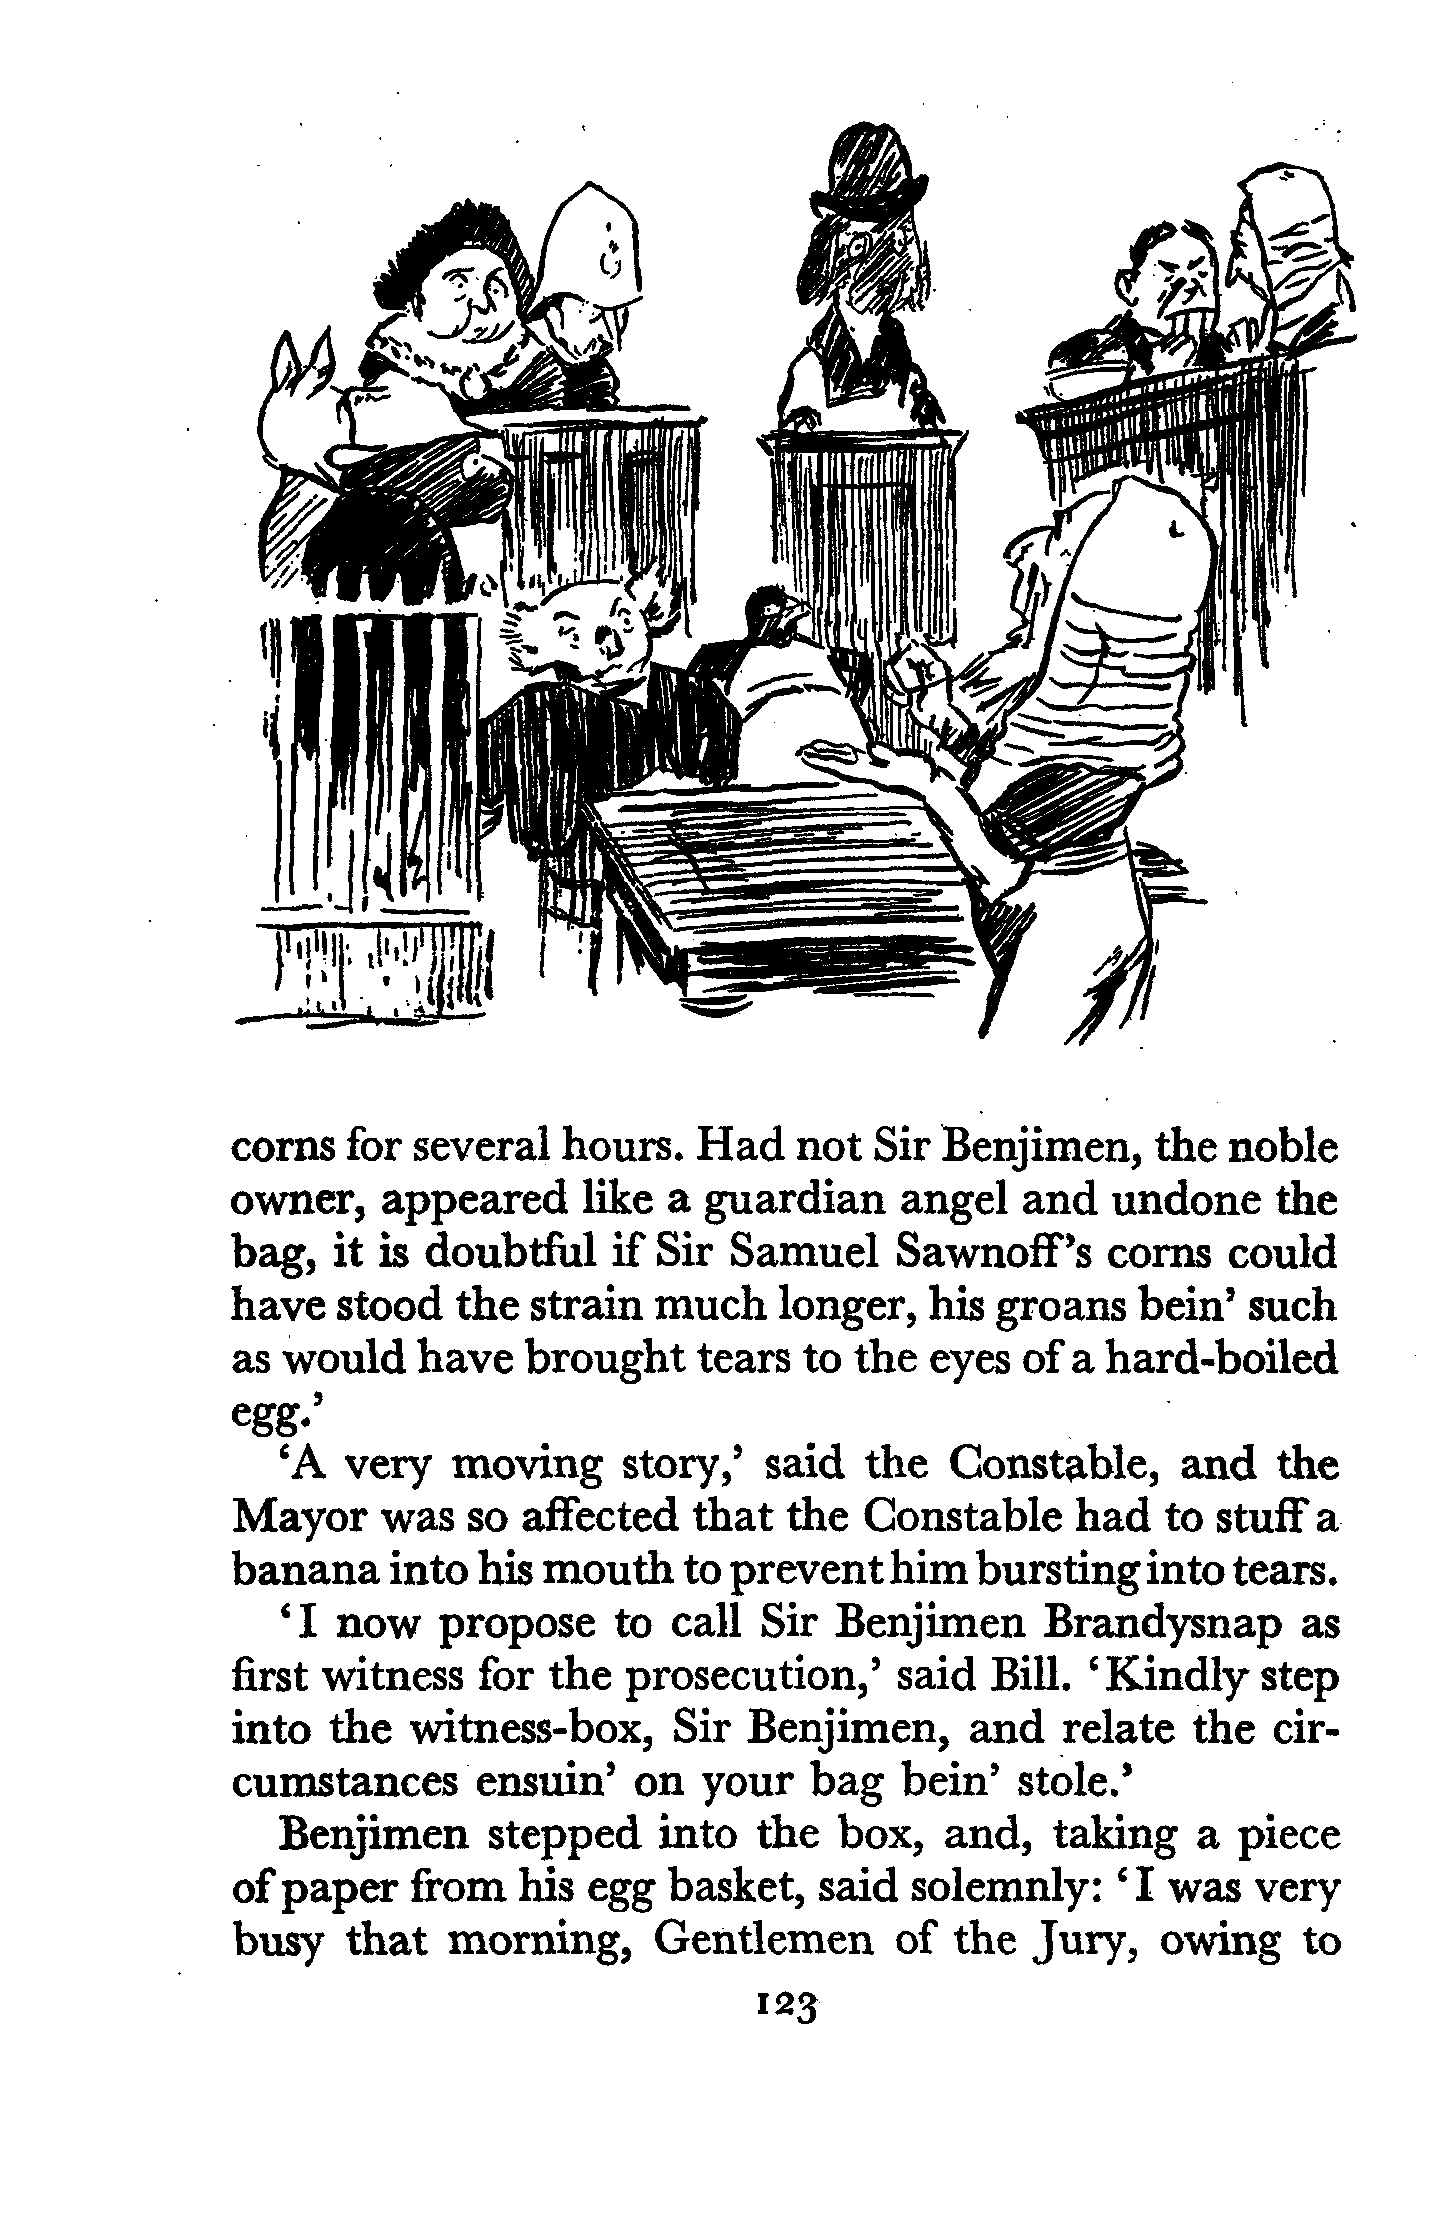 corns for several hours. Had not Sir Benjimen, the noble
owner, appeared like a guardian angel and undone the
bag, it is doubtful if Sir Samuel Sawnoff’s corns could
have stood the strain much longer, his groans bein’ such
as would have brought tears to the eyes of a hard-boiled
egg.’
‘A very moving story,’ said the Constable, and the
Mayor was so affected that the Constable had to stuff a
banana into his mouth to prevent him bursting into tears.
‘I now propose to call Sir Benjimen Brandysnap as
first witness for the prosecution,’ said Bill. ‘Kindly step
into the witness-box, Sir Benjimen, and relate the cir-
cumstances ensuin’ on your bag bein’ stole.’
Benjimen stepped into the box, and, taking a piece
of paper from his egg basket, said solemnly: ‘I was very
busy that morning, Gentlemen of the Jury, owing to
123